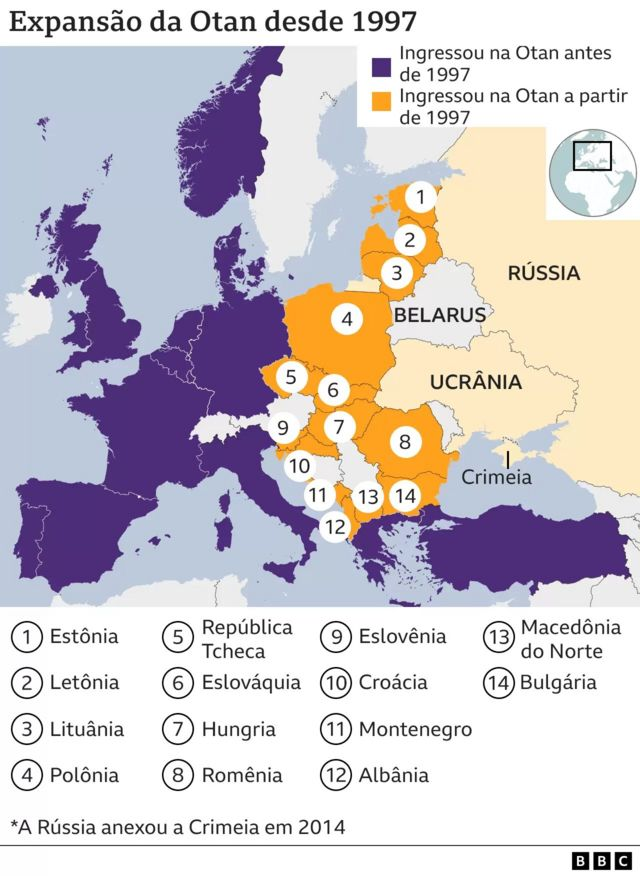 Expansão da Otan desde 1997
Ingressou na Otan antes
de 1997
Ingressou na Otan a partir
de 1997
1
2
3
RÚSSIA
4
BELARUS
5
6
UCRÂNIA
7
8
9
10
Crimeia
11
13
14
12
1 Estônia
2 Letônia
3 Lituânia
4 Polônia
5 República
Tcheca
6 Eslováquia
7 Hungria
8 Romênia
9 Eslovênia
10 Croácia
11 Montenegro
12 Albânia
13 Macedônia
do Norte
14 Bulgária
*A Rússia anexou a Crimeia em 2014
BBC